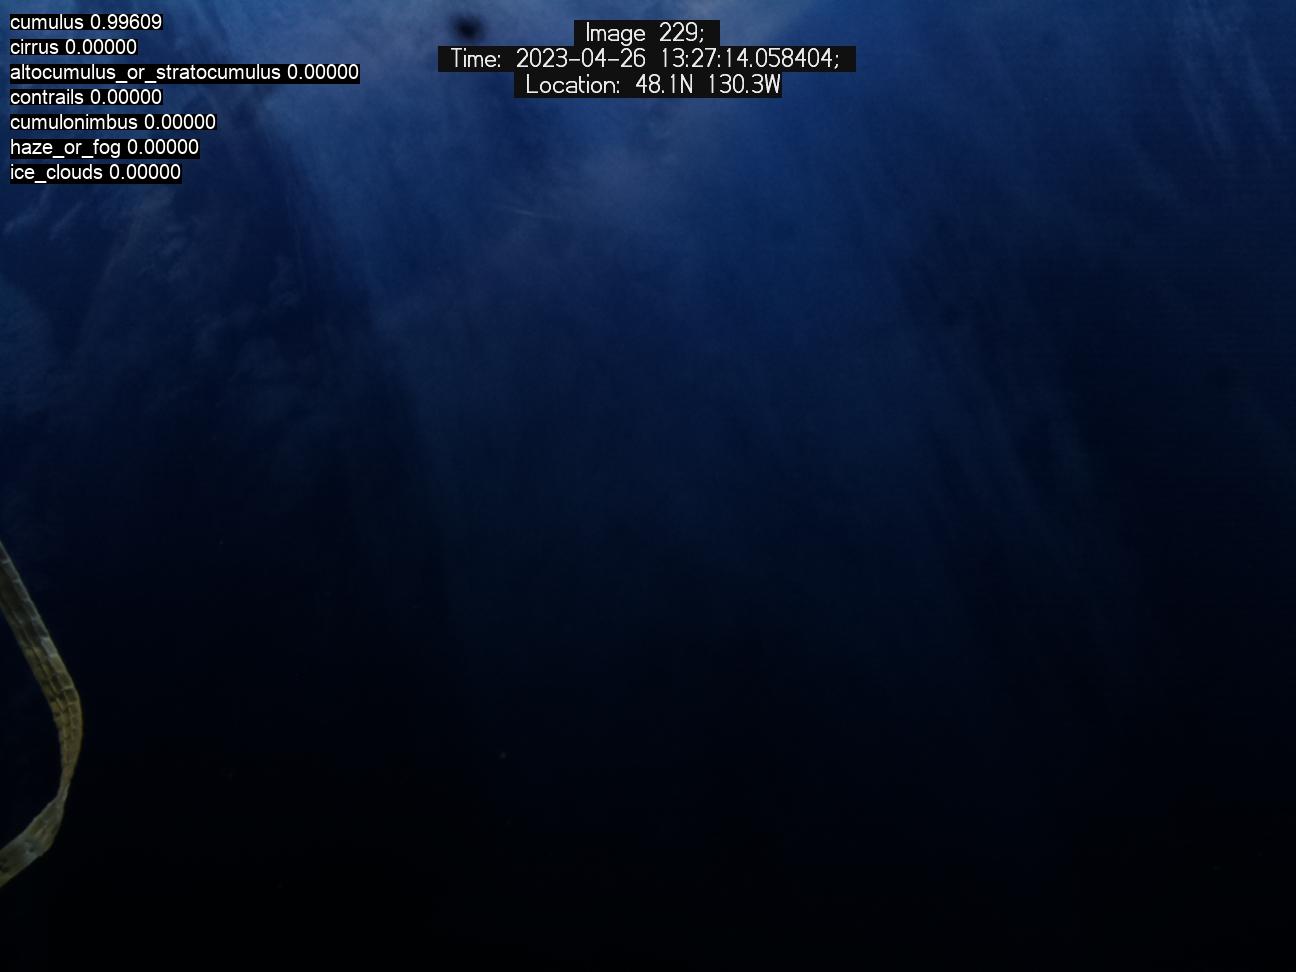 cumulus 0.99609
cirrus 0.00000
altocumulus_or_stratocumulus 0.00000
contrails 0.00000
cumulonimbus 0.00000
haze_or_fog 0.00000
ice_clouds 0.00000
Image 229;
Time: 2023-04-26 13:27:14.058404;
Location: 48.1N 130.3W